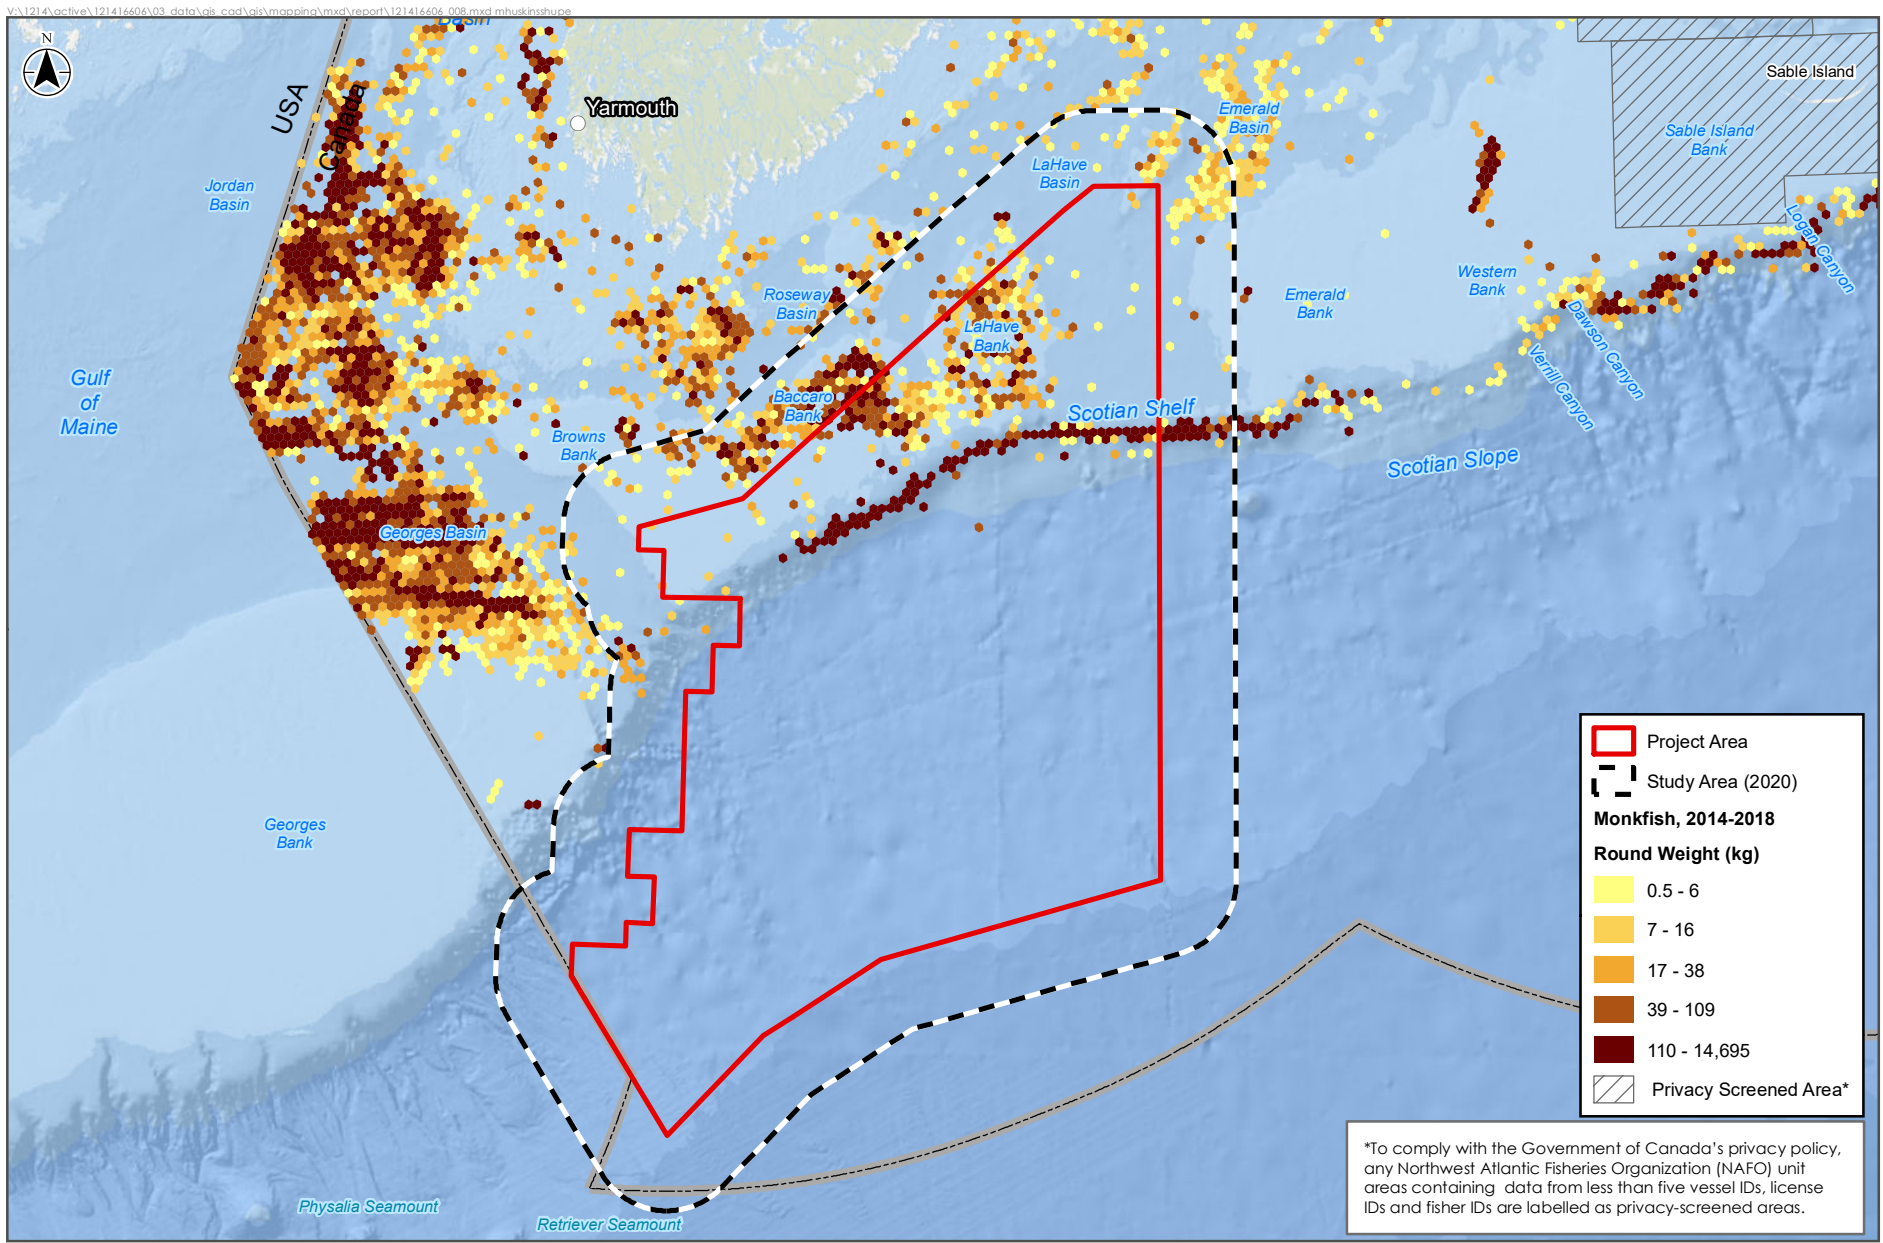 V:\1214\active\121416606\03_data\gis_cad\gis\mapping\mxd\report\121416606_008.mxd mhuskinsshupe
Basin
N
Sable Island
USA
Canada
Yarmouth
Emerald
Basin
Sable Island
Bank
LaHave
Basin
Jordan
Basin
Logan Canyon
Roseway
Basin
Western
Bank
Emerald
Bank
LaHave
Bank
Dawson Canyon
Verrill Canyon
Gulf
of
Maine
Baccaro
Bank
Scotian Shelf
Browns
Bank
Scotian Slope
Georges Basin
Georges
Bank
Physalia Seamount
Retriever Seamount
Project Area
Study Area (2020)
Monkfish, 2014-2018
Round Weight (kg)
0.5 - 6
7 - 16
17 - 38
39 - 109
110 - 14,695
Privacy Screened Area*
*To comply with the Government of Canada's privacy policy,
any Northwest Atlantic Fisheries Organization (NAFO) unit
areas containing  data from less than five vessel IDs, license
IDs and fisher IDs are labelled as privacy-screened areas.